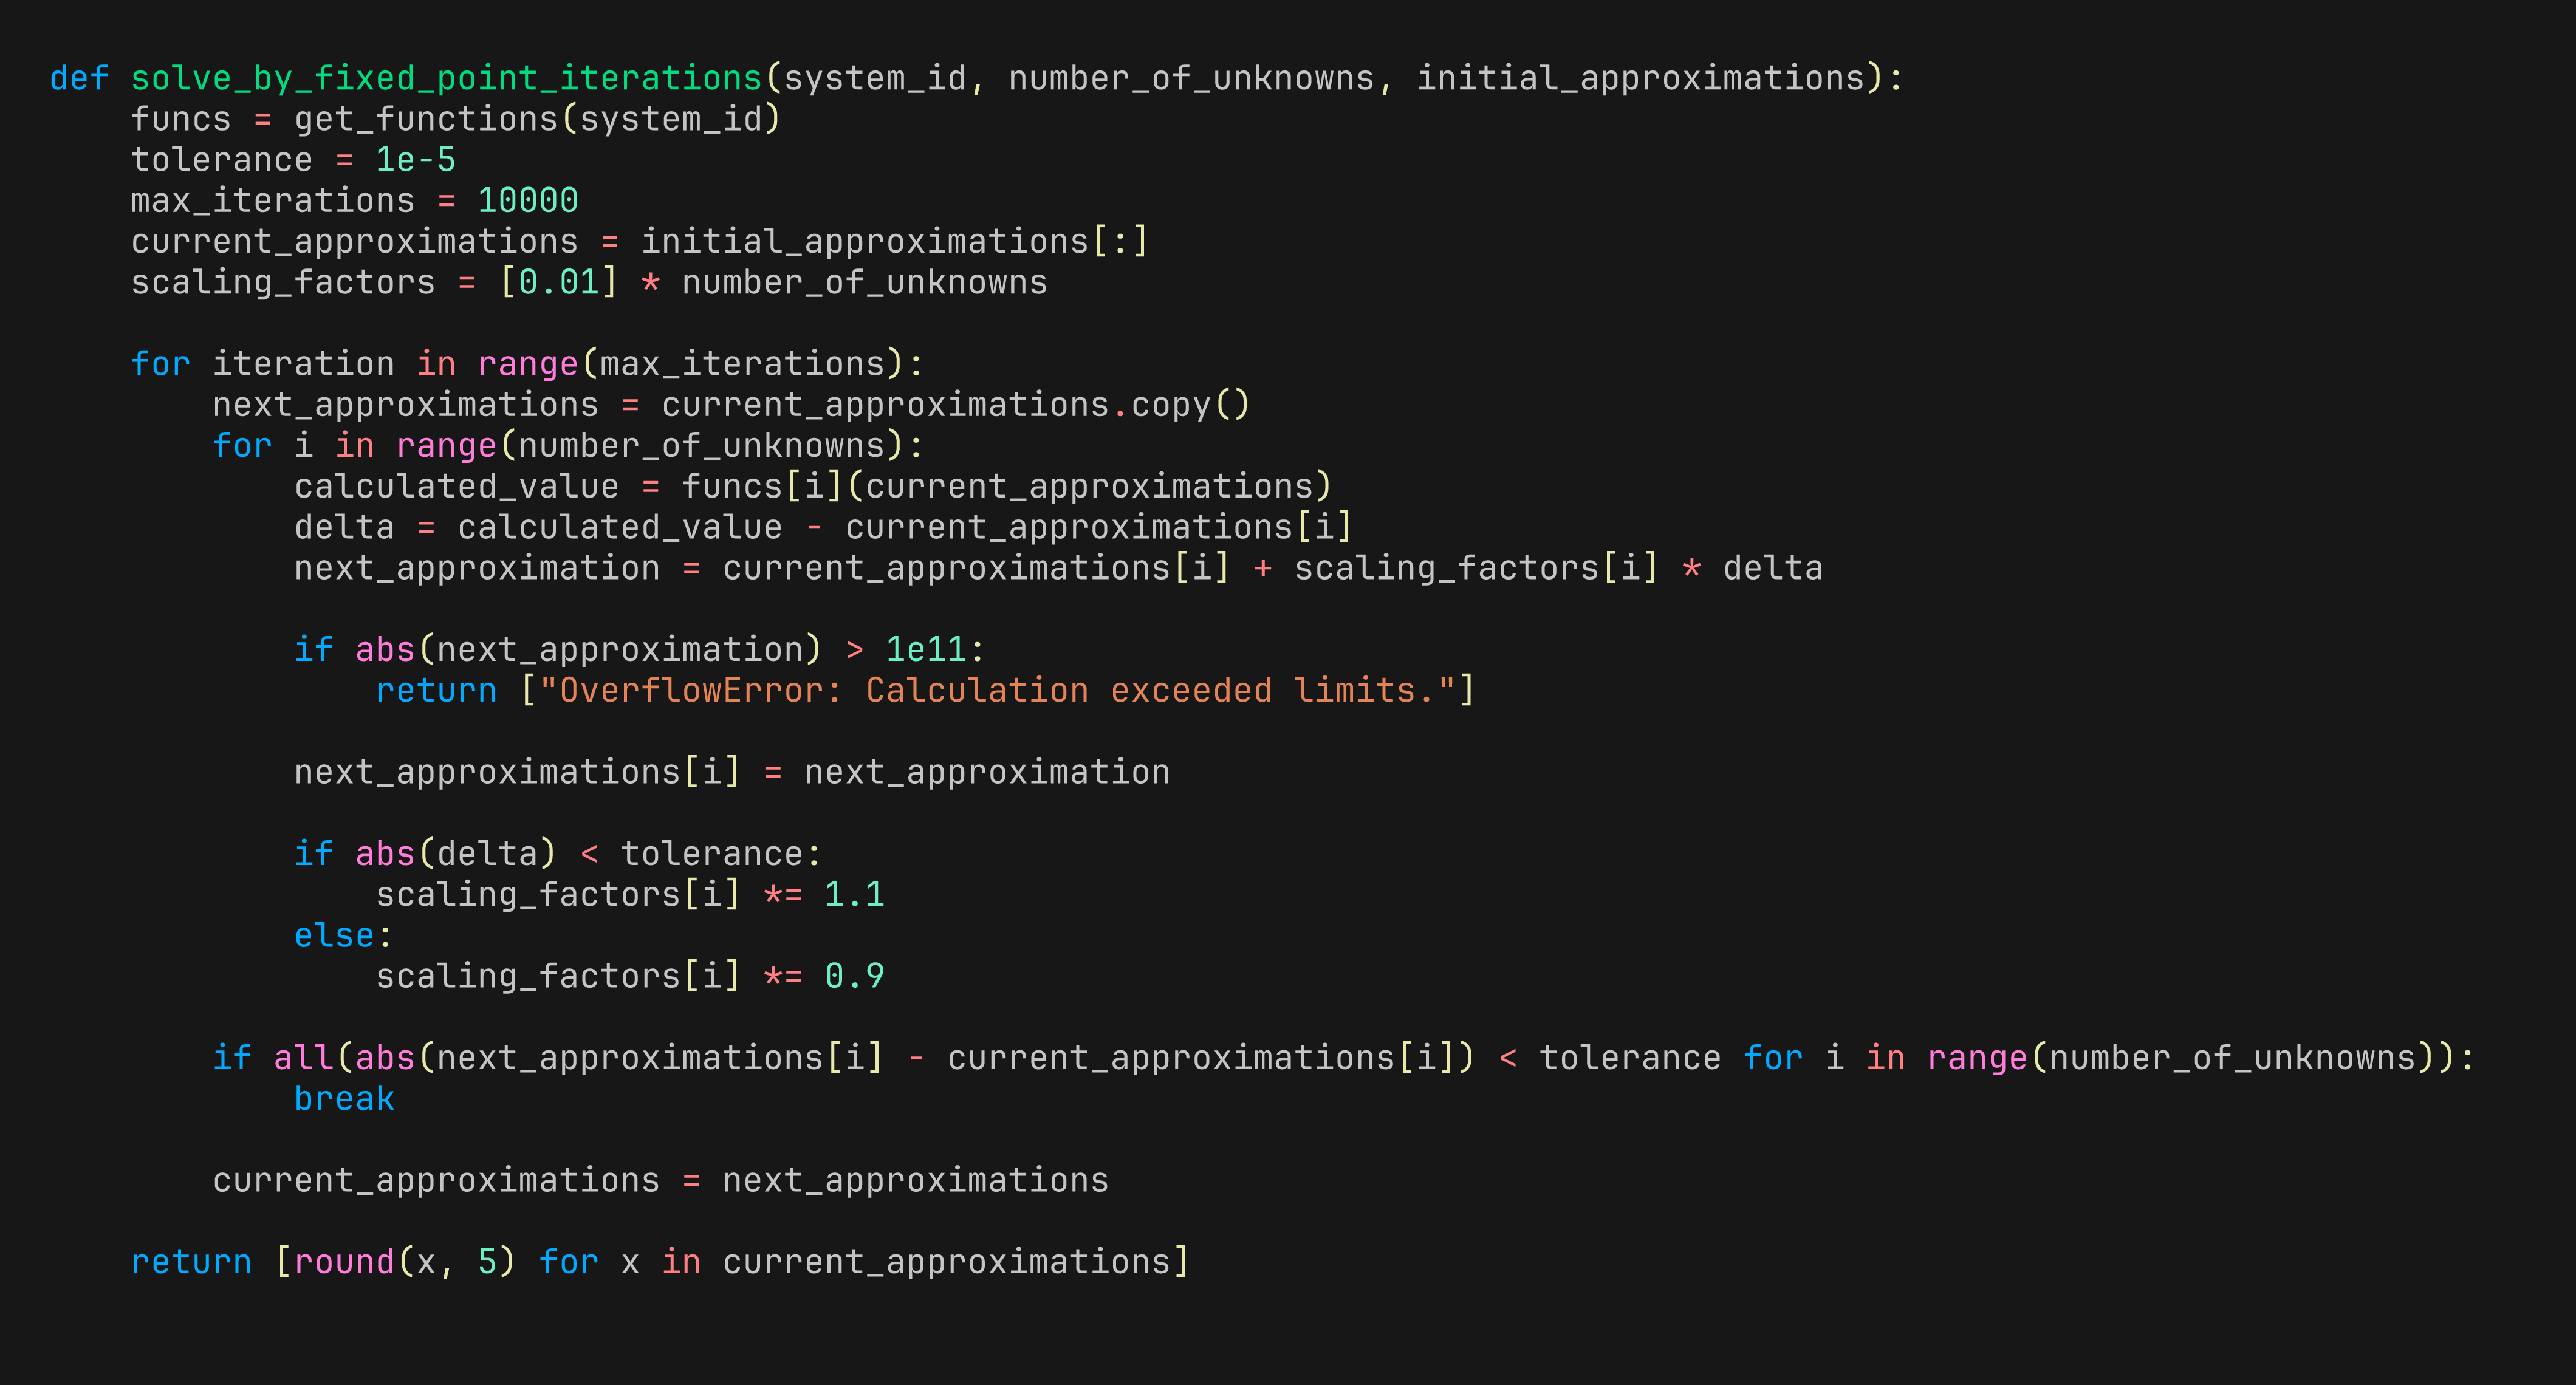 def solve_by_fixed_point_iterations(system_id, number_of_unknowns, initial_approximations):
    funcs = get_functions(system_id)
    tolerance = 1e-5
    max_iterations = 10000
    current_approximations = initial_approximations[:]
    scaling_factors = [0.01] * number_of_unknowns

    for iteration in range(max_iterations):
        next_approximations = current_approximations.copy()
        for i in range(number_of_unknowns):
            calculated_value = funcs[i](current_approximations)
            delta = calculated_value - current_approximations[i]
            next_approximation = current_approximations[i] + scaling_factors[i] * delta

            if abs(next_approximation) > 1e11:
                return ["OverflowError: Calculation exceeded limits."]

            next_approximations[i] = next_approximation

            if abs(delta) < tolerance:
                scaling_factors[i] *= 1.1
            else:
                scaling_factors[i] *= 0.9

        if all(abs(next_approximations[i] - current_approximations[i]) < tolerance for i in range(number_of_unknowns)):
            break

        current_approximations = next_approximations

    return [round(x, 5) for x in current_approximations]